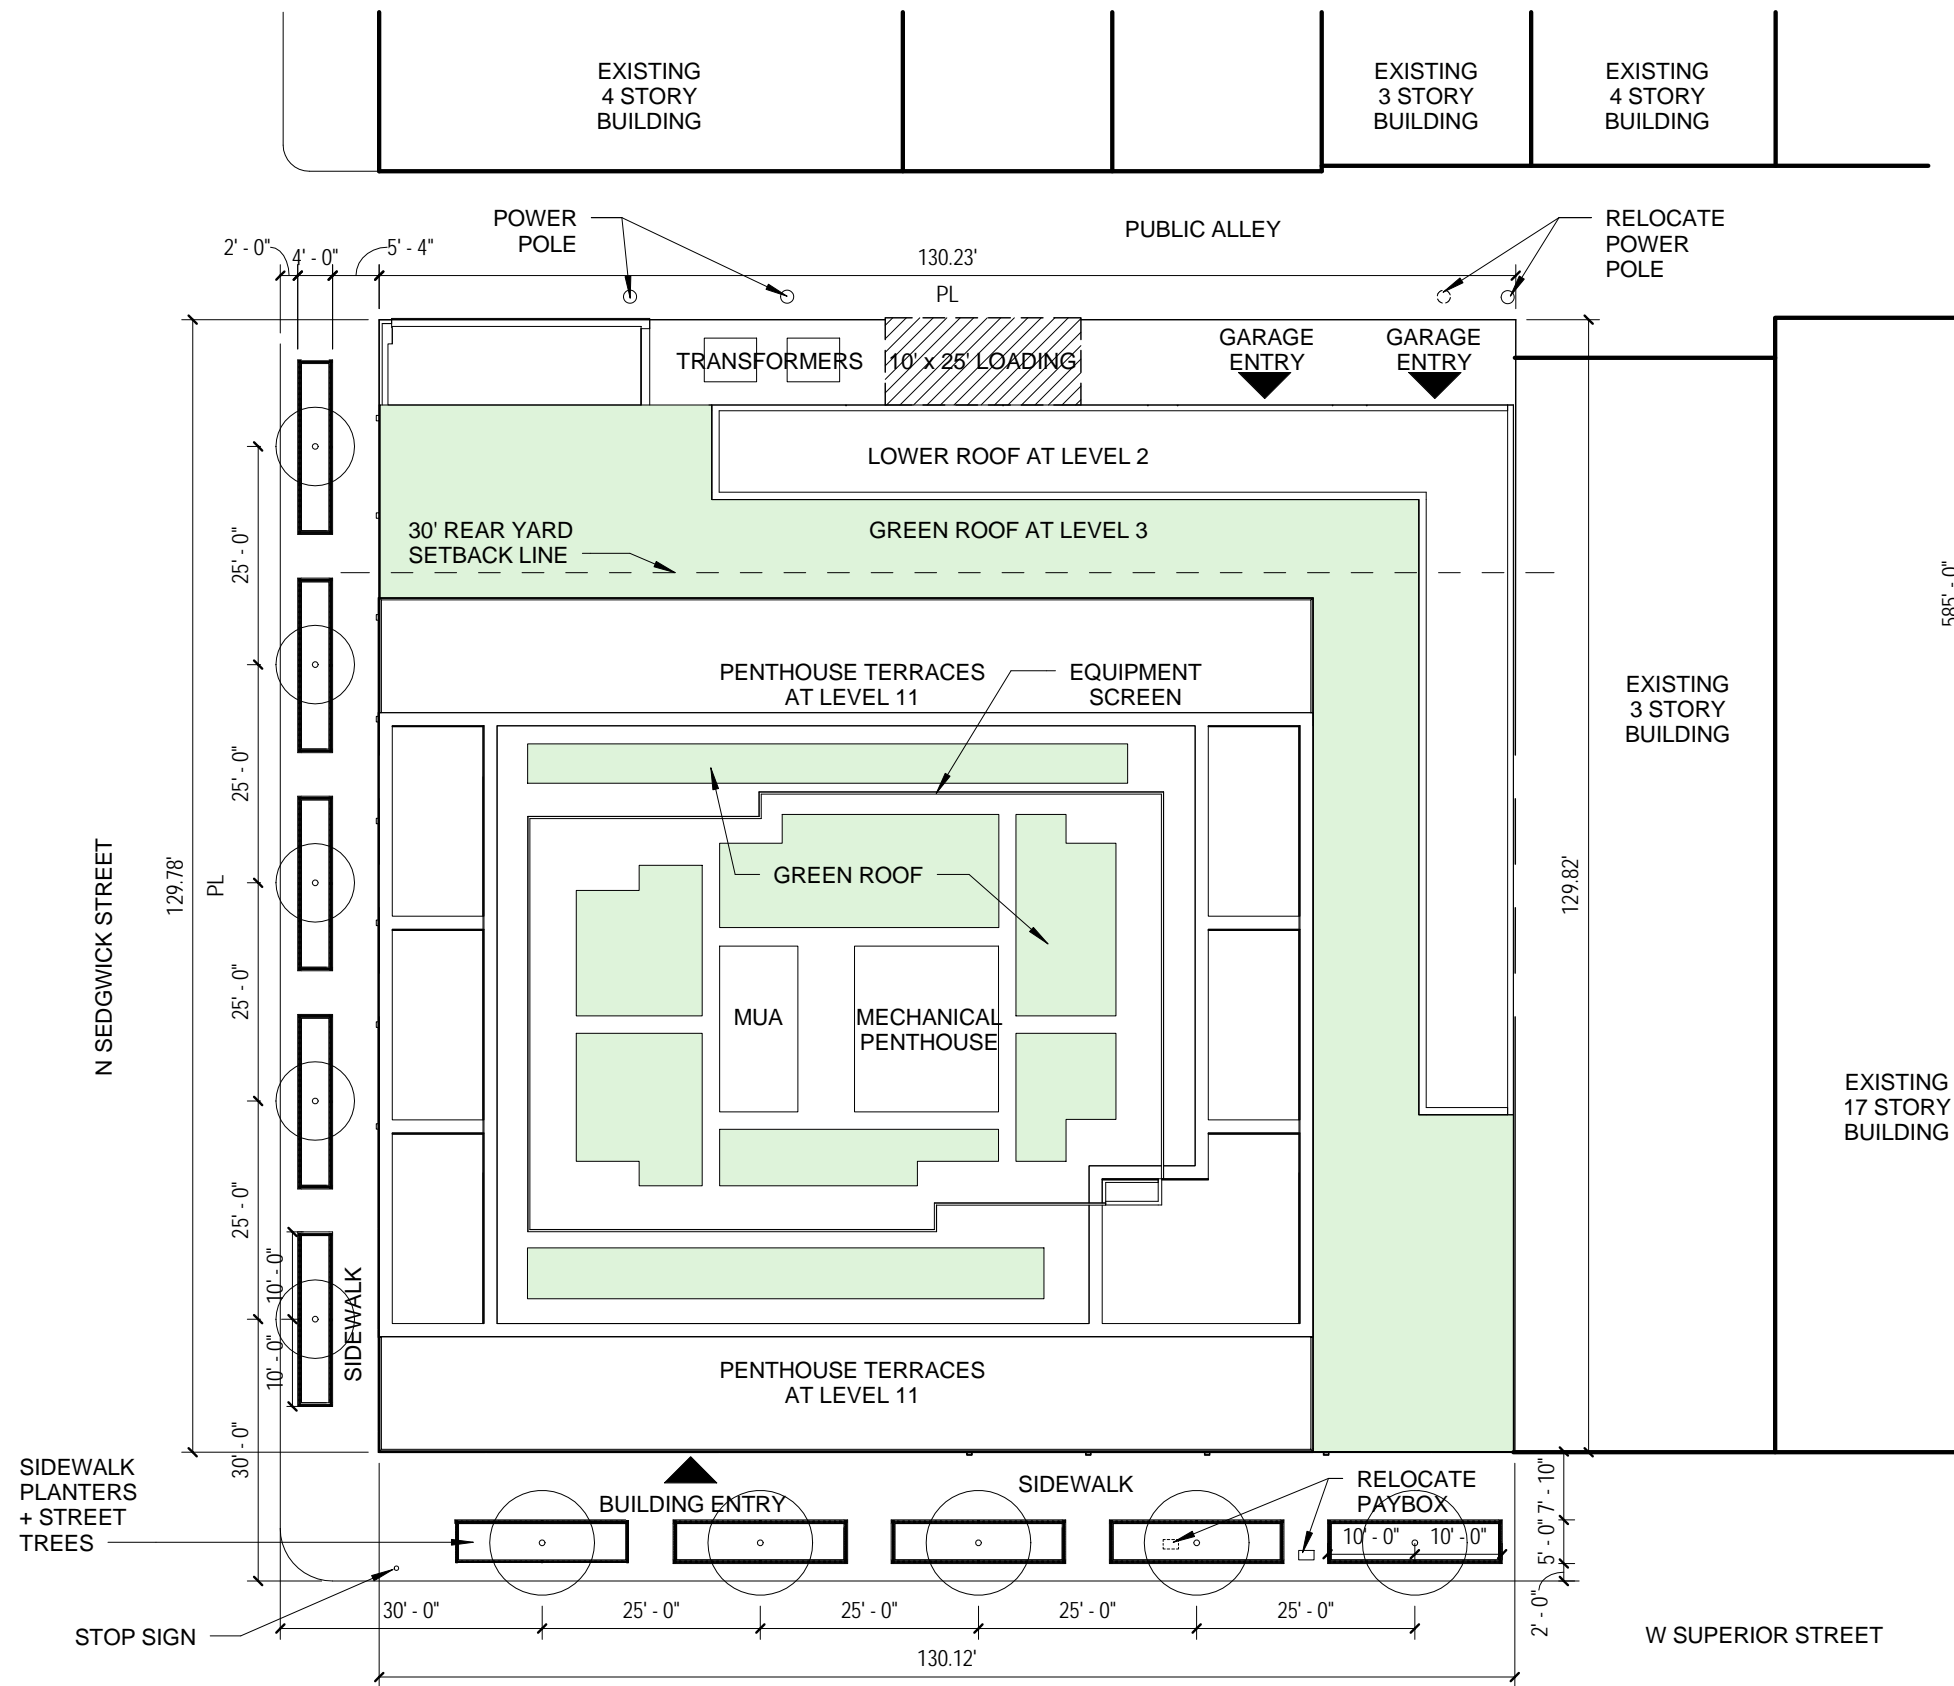 EXISTING
4 STORY
BUILDING
EXISTING
3 STORY
BUILDING
EXISTING
4 STORY
BUILDING
POWER
POLE
PUBLIC ALLEY
RELOCATE
POWER
POLE
2' - 0"
4' - 0"
5' - 4"
130.23'
PL
TRANSFORMERS
10' x 25' LOADING
GARAGE
ENTRY
GARAGE
ENTRY
LOWER ROOF AT LEVEL 2
30' REAR YARD
SETBACK LINE
GREEN ROOF AT LEVEL 3
25' - 0"
585' - 0"
PENTHOUSE TERRACES
AT LEVEL 11
EQUIPMENT
SCREEN
EXISTING
3 STORY
BUILDING
25' - 0"
GREEN ROOF
N SEDGWICK STREET
129.78'
PL
129.82'
25' - 0"
MUA
MECHANICAL
PENTHOUSE
EXISTING
17 STORY
BUILDING
25' - 0"
10' - 0"
10' - 0"
SIDEWALK
PENTHOUSE TERRACES
AT LEVEL 11
30' - 0"
SIDEWALK
PLANTERS
+ STREET
TREES
BUILDING ENTRY
SIDEWALK
RELOCATE
PAYBOX
10' - 0"
10' - 0"
7' - 10"
5' - 0"
2' - 0"
STOP SIGN
30' - 0"
25' - 0"
25' - 0"
25' - 0"
25' - 0"
W SUPERIOR STREET
130.12'